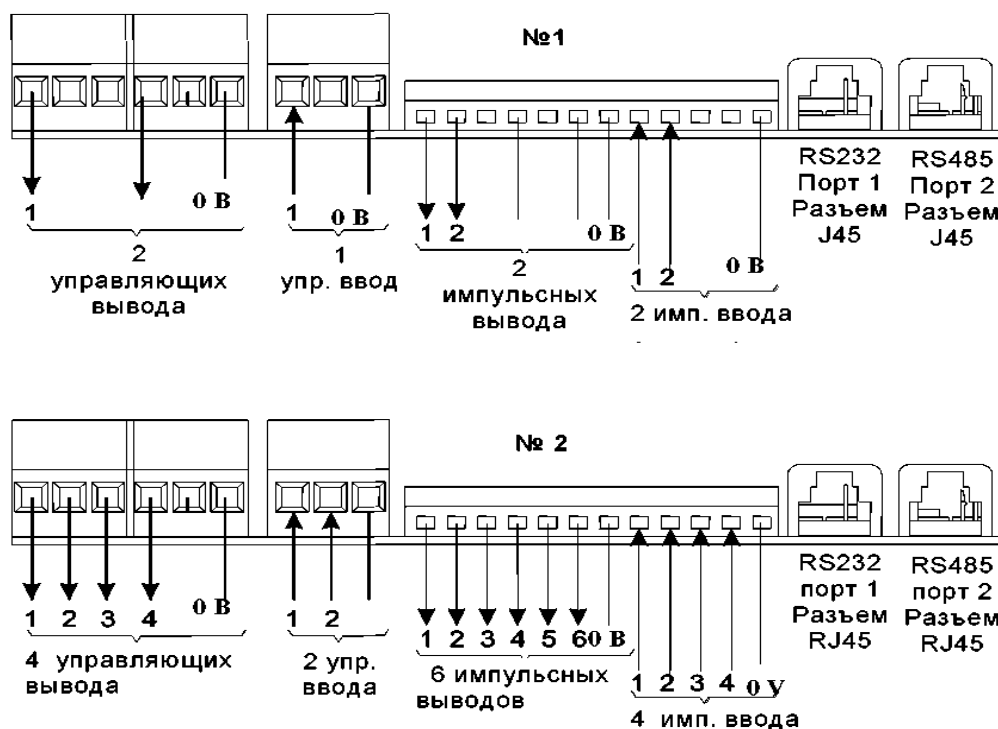 №1
1
0 В
2
управляющих
вывода
1
0 В
1
упр. ввод
1 2
0 В
2
импульсных
вывода
1 2
0 В
2 имп. ввода
RS232
Порт 1
Разъем
J45
RS485
Порт 2
Разъем
J45
№ 2
1 2 3 4 0 В
4 управляющих
вывода
1 2
2 упр.
ввода
1 2 3 4 5 6 0 В
6 импульсных
выводов
1 2 3 4 0 V
4 имп. ввода
RS232
порт 1
Разъем
RJ45
RS485
порт 2
Разъем
RJ45